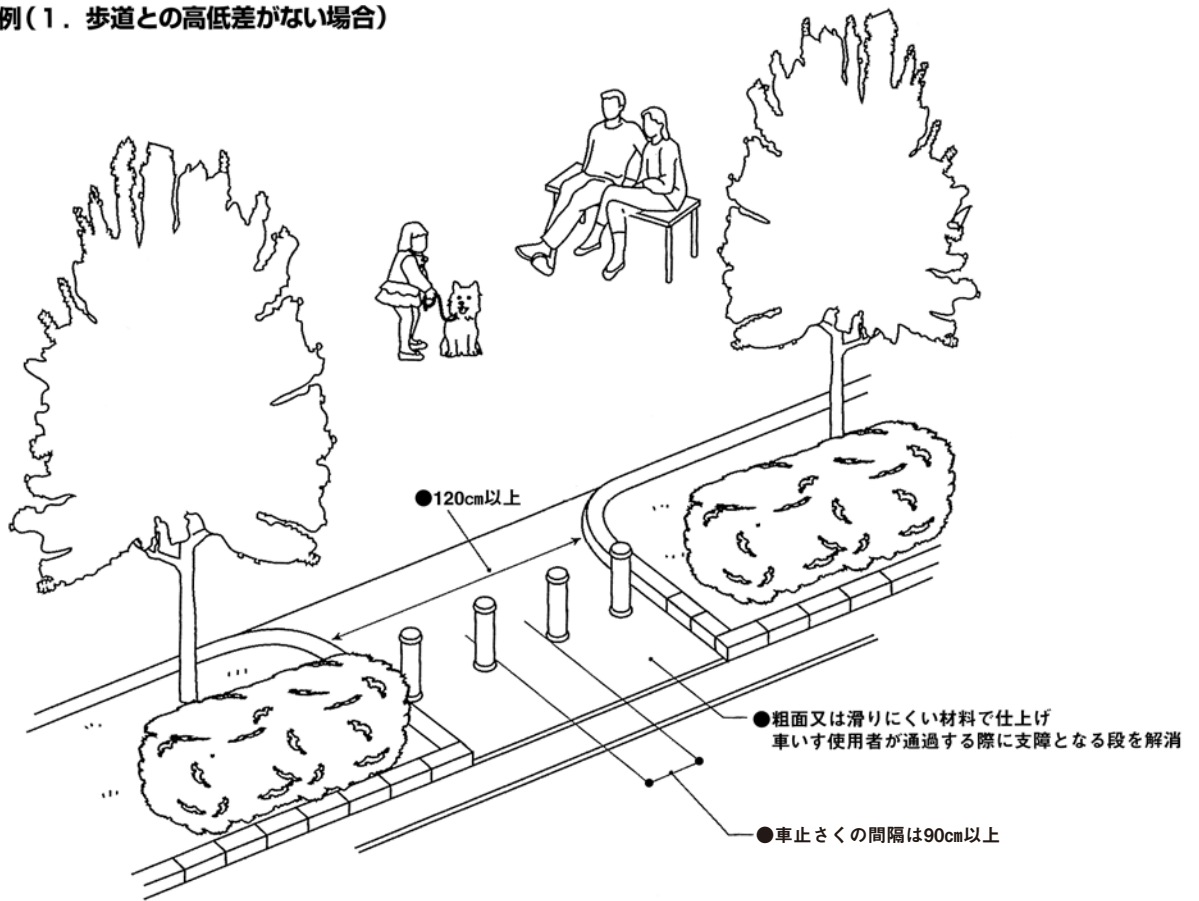 例（１．歩道との高低差がない場合）
●120㎝以上
●粗面又は滑りにくい材料で仕上げ
車いす使用者が通過する際に支障となる段を解消
●車止さくの間隔は90㎝以上